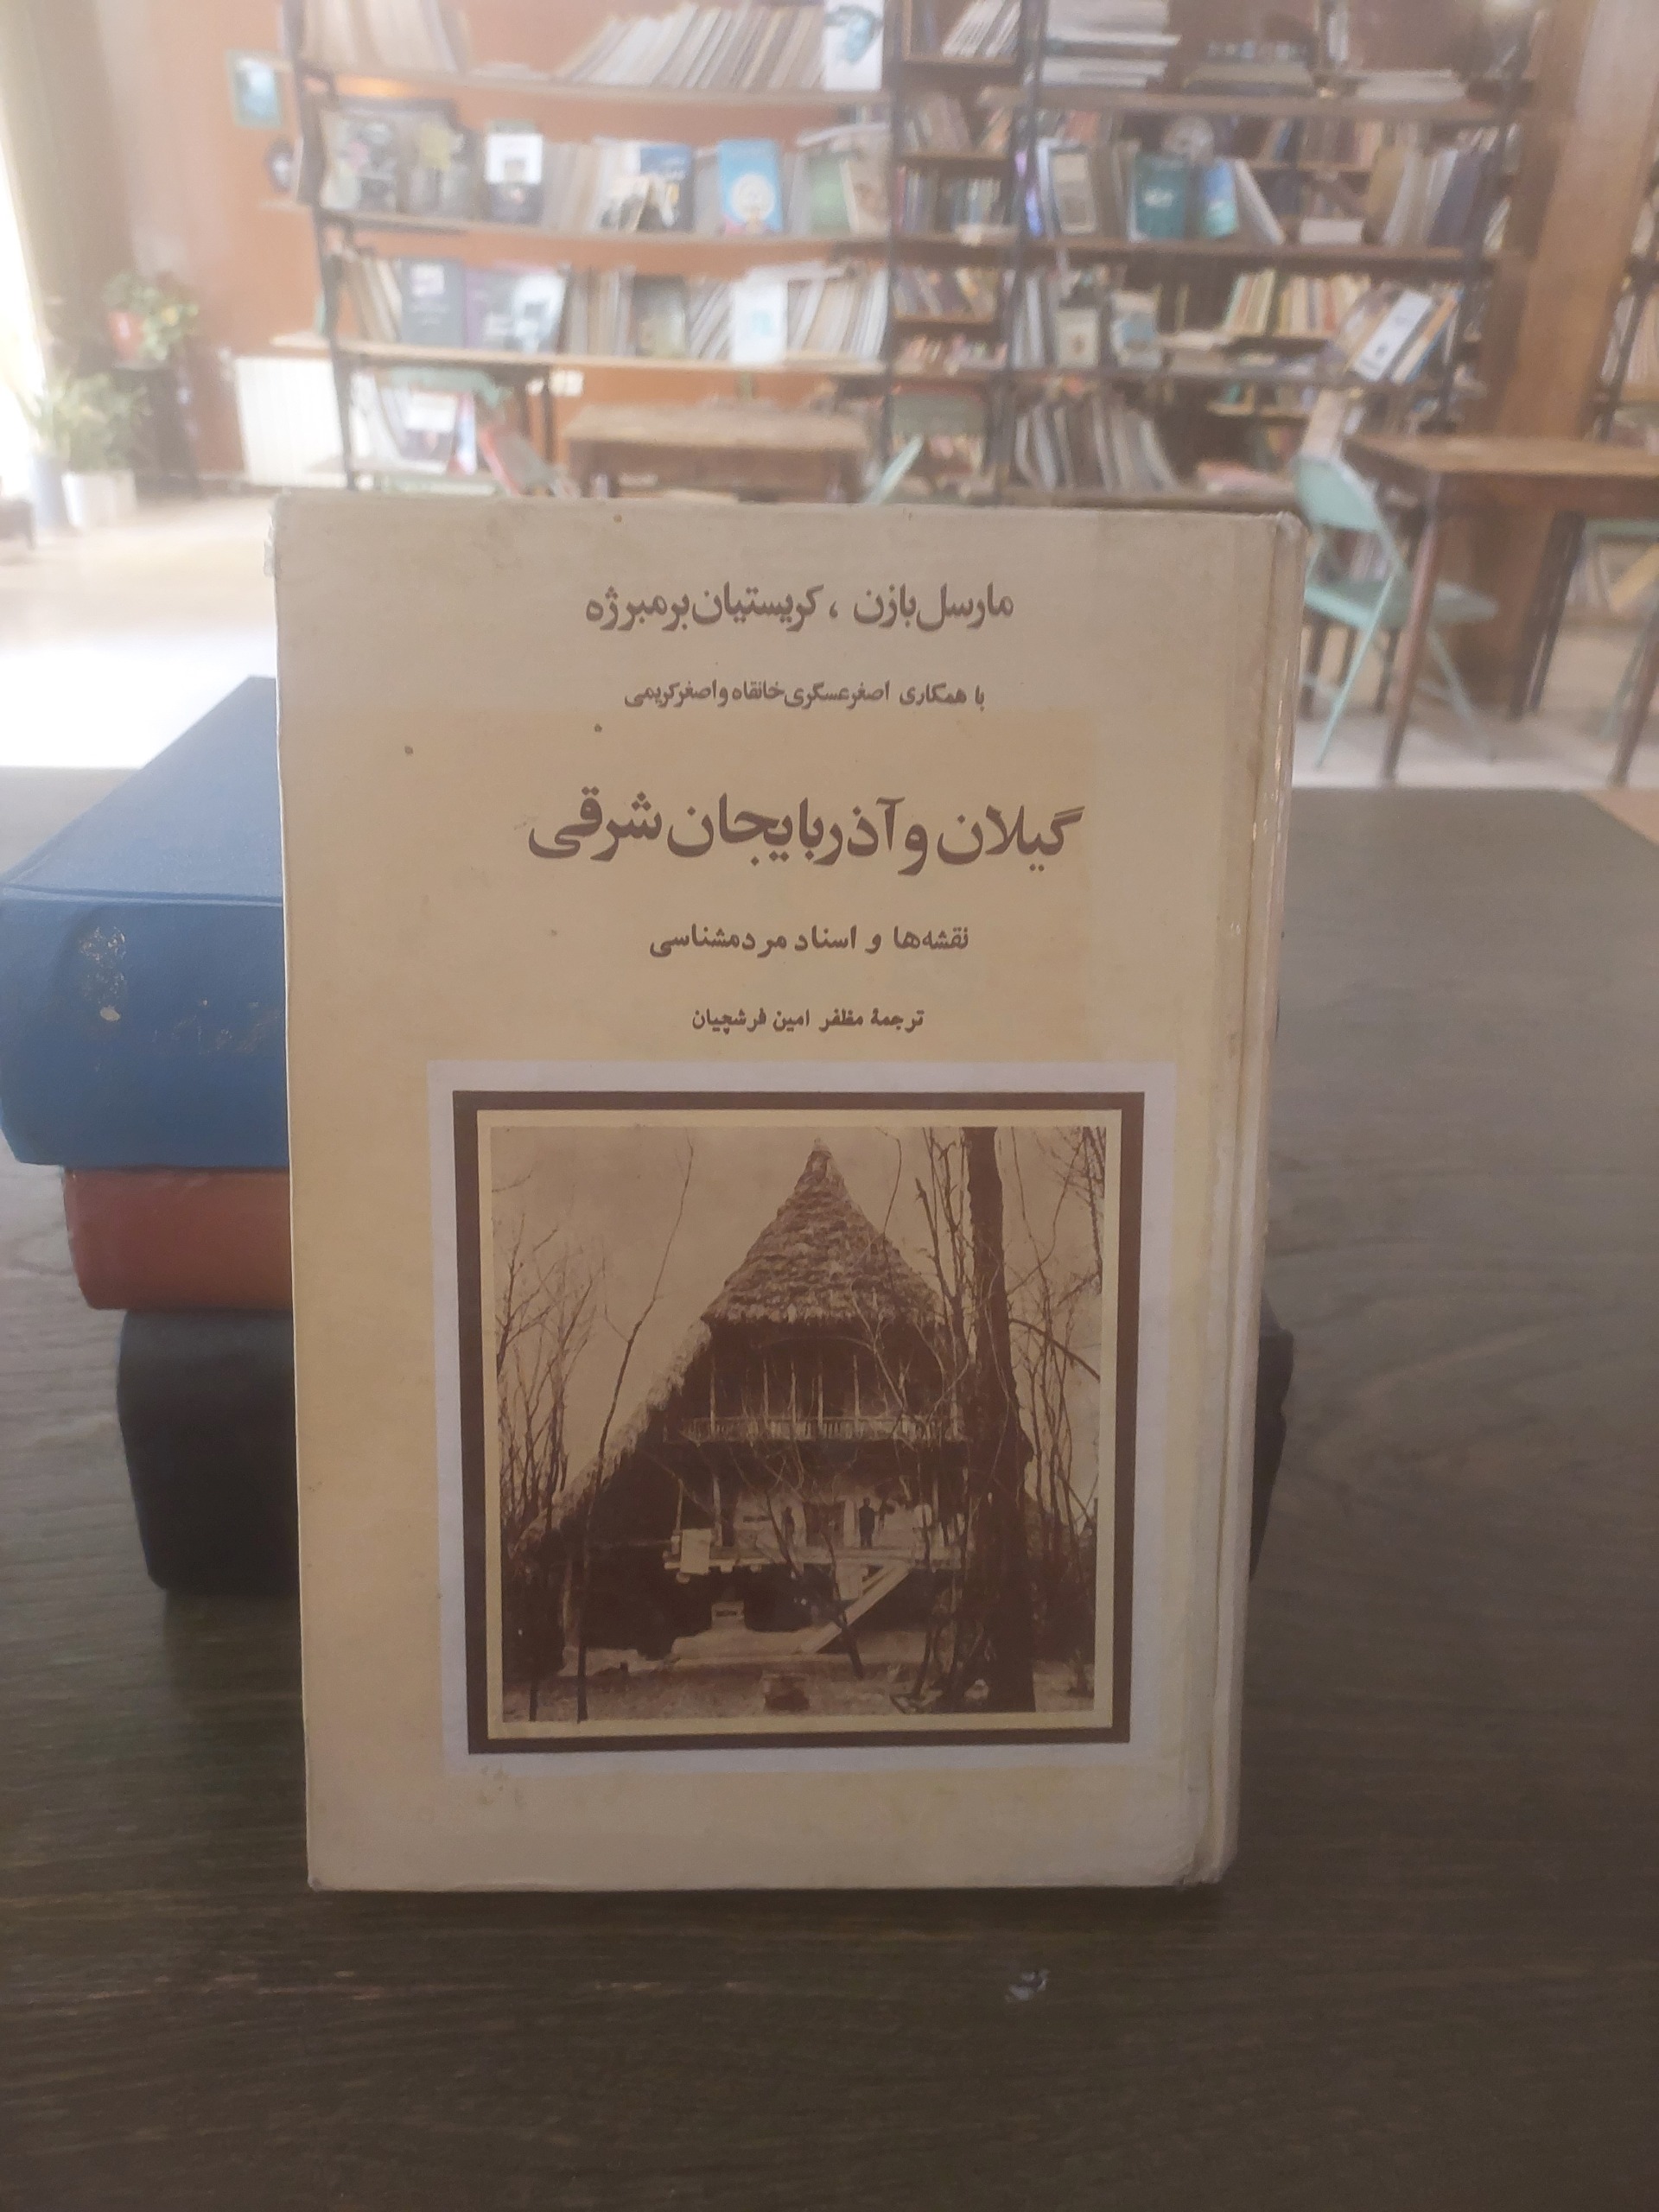 مارسل بازن ، کریستیان برمبرژه
با همکاری اصغر عسگری خانقاه و اصغر کریمی
گیلان و آذربایجان شرقی
نقشه‌ها و اسناد مردمشناسی
ترجمهٔ مظفر امین فرشچیان